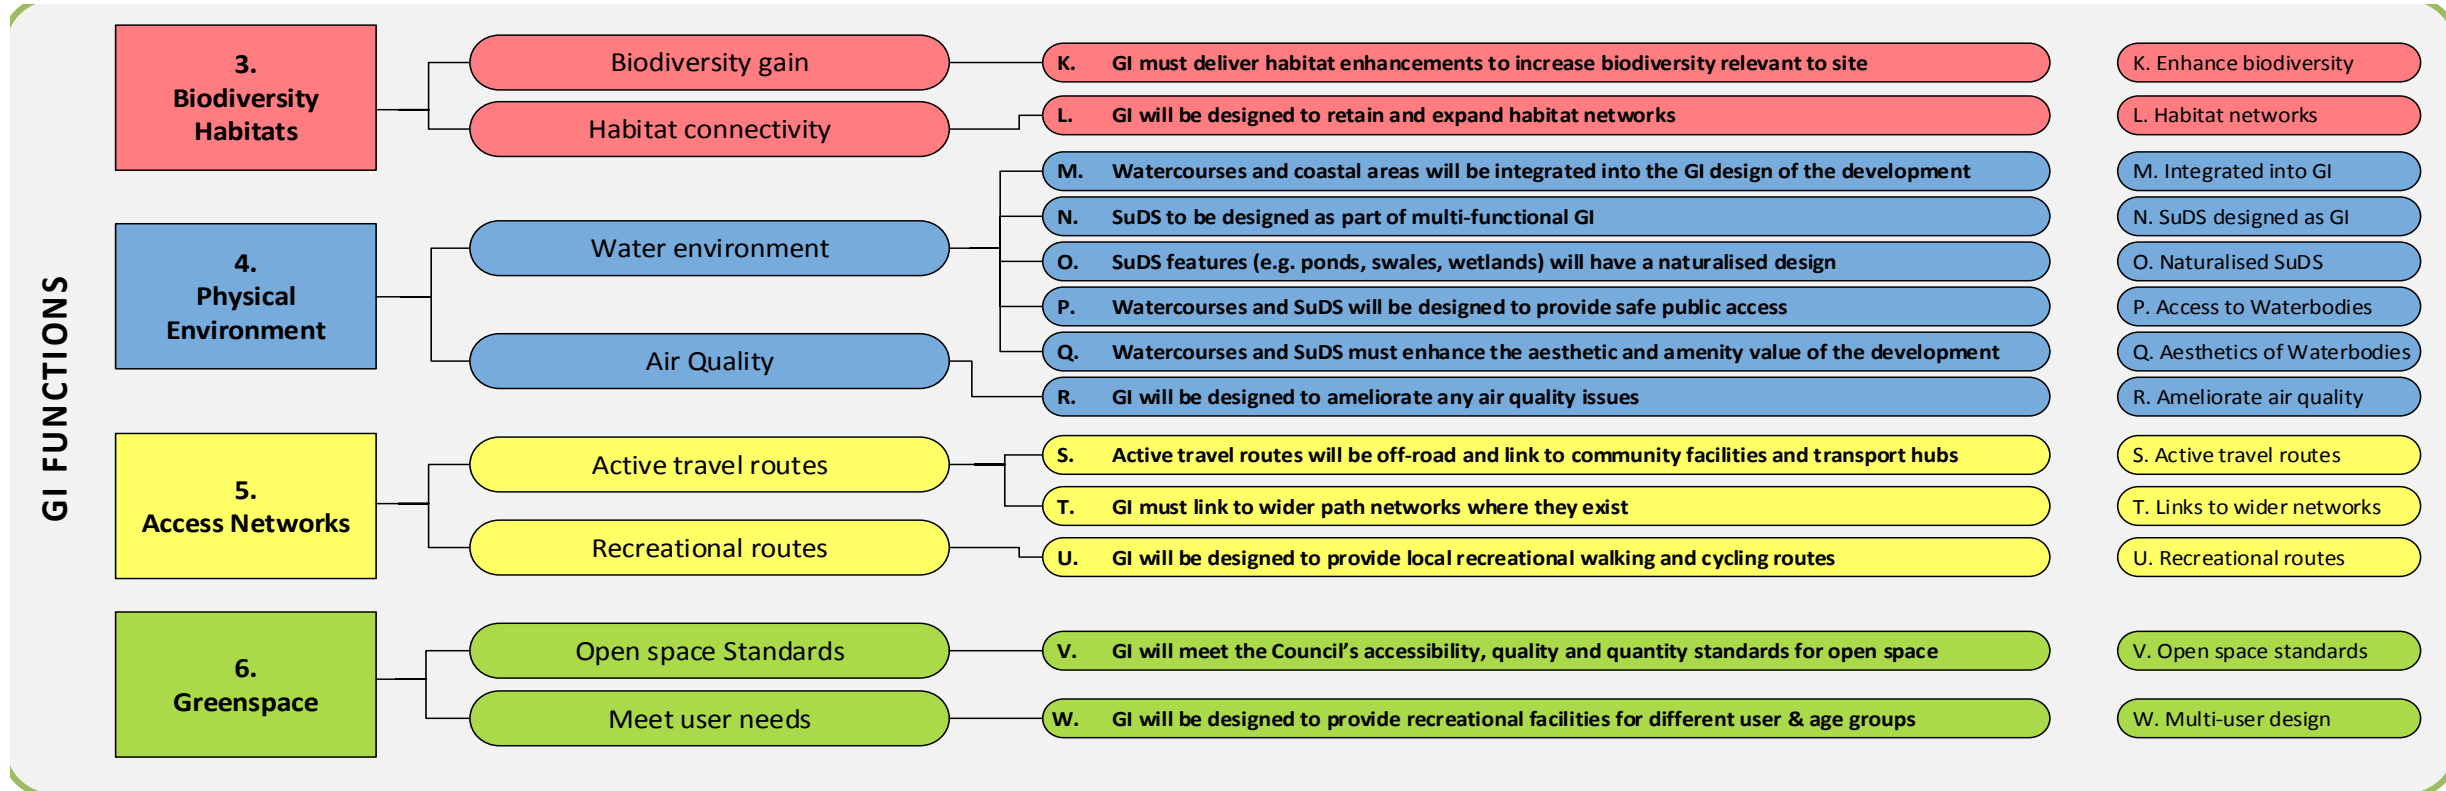 GI FUNCTIONS
3.
Biodiversity
Habitats
Biodiversity gain
Habitat connectivity
K. GI must deliver habitat enhancements to increase biodiversity relevant to site
L. GI will be designed to retain and expand habitat networks
K. Enhance biodiversity
L. Habitat networks
4.
Physical
Environment
Water environment
Air Quality
M. Watercourses and coastal areas will be integrated into the GI design of the development
N. SuDS to be designed as part of multi-functional GI
O. SuDS features (e.g. ponds, swales, wetlands) will have a naturalised design
P. Watercourses and SuDS will be designed to provide safe public access
Q. Watercourses and SuDS must enhance the aesthetic and amenity value of the development
R. GI will be designed to ameliorate any air quality issues
M. Integrated into GI
N. SuDS designed as GI
O. Naturalised SuDS
P. Access to Waterbodies
Q. Aesthetics of Waterbodies
R. Ameliorate air quality
5.
Access Networks
Active travel routes
Recreational routes
S. Active travel routes will be off-road and link to community facilities and transport hubs
T. GI must link to wider path networks where they exist
U. GI will be designed to provide local recreational walking and cycling routes
S. Active travel routes
T. Links to wider networks
U. Recreational routes
6.
Greenspace
Open space Standards
Meet user needs
V. GI will meet the Council’s accessibility, quality and quantity standards for open space
W. GI will be designed to provide recreational facilities for different user & age groups
V. Open space standards
W. Multi-user design